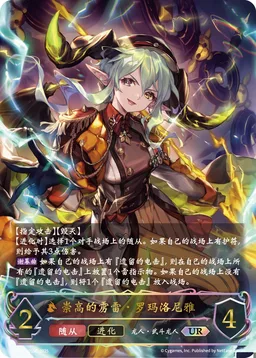 【指定攻击】【毁灭】
【进化时】选择1个对手战场上的随从。如果自己的战场上有护符,
则给予其3点伤害。
谢幕曲 如果自己的战场上有『遗留的电击』,则在自己的战场上所
有的『遗留的电击』上放置1个雷指示物。如果自己的战场上没有
『遗留的电击』,则将1个『遗留的电击』放入战场。
崇高的雳雷·罗玛洛尼雅
2
4
随从
进化
龙人·武斗龙人
UR